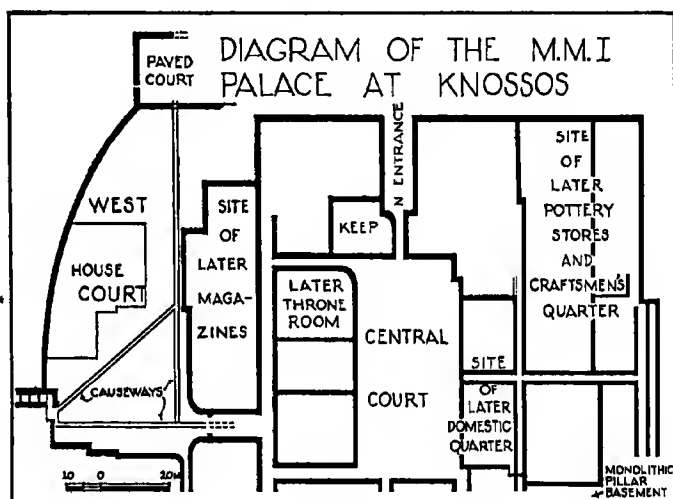 DIAGRAM OF THE M.M.I
PALACE AT KNOSSOS
PAVED
COURT
N ENTRANCE
WEST
HOUSE
COURT
CAUSEWAYS
SITE
OF
LATER
MAGA-
ZINES
KEEP
LATER
THRONE
ROOM
CENTRAL
COURT
SITE
OF
LATER
POTTERY
STORES
AND
CRAFTSMEN'S
QUARTER
SITE
OF LATER
DOMESTIC
QUARTER
MONOLITHIC
PILLAR
BASEMENT
10 0 20M